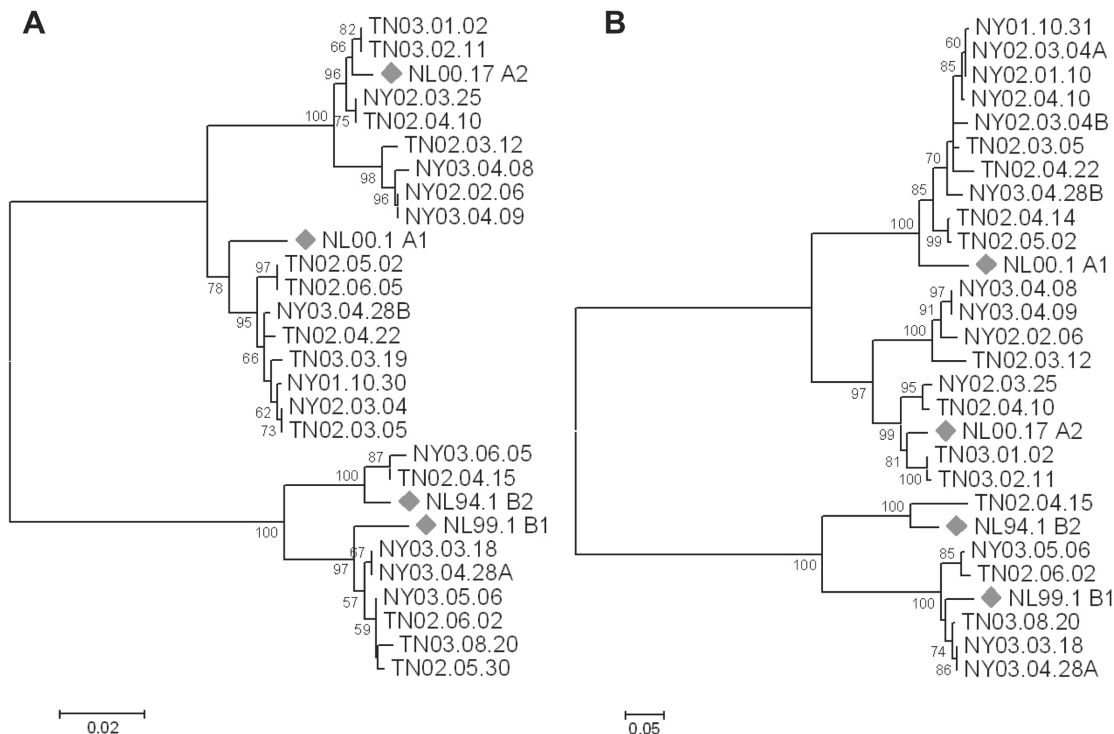 A
82
TN03.01.02
66
TN03.02.11
96
NL00.17 A2
NY02.03.25
100
75
TN02.04.10
TN02.03.12
98
NY03.04.08
96
NY02.02.06
NY03.04.09
NL00.1 A1
78
97
TN02.05.02
TN02.06.05
95
NY03.04.28B
TN02.04.22
66
TN03.03.19
NY01.10.30
62
NY02.03.04
73
TN02.03.05
87
NY03.06.05
100
TN02.04.15
NL94.1 B2
100
NL99.1 B1
67
NY03.03.18
97
NY03.04.28A
57
NY03.05.06
59
TN02.06.02
TN03.08.20
TN02.05.30
0.02
B
NY01.10.31
60
NY02.03.04A
85
NY02.01.10
NY02.04.10
NY02.03.04B
TN02.03.05
70
TN02.04.22
85
NY03.04.28B
100
TN02.04.14
99
TN02.05.02
NL00.1 A1
97
NY03.04.08
91
NY03.04.09
100
NY02.02.06
TN02.03.12
97
95
NY02.03.25
TN02.04.10
99
NL00.17 A2
81
TN03.01.02
100
TN03.02.11
100
TN02.04.15
NL94.1 B2
100
85
NY03.05.06
TN02.06.02
100
NL99.1 B1
TN03.08.20
74
NY03.03.18
86
NY03.04.28A
0.05